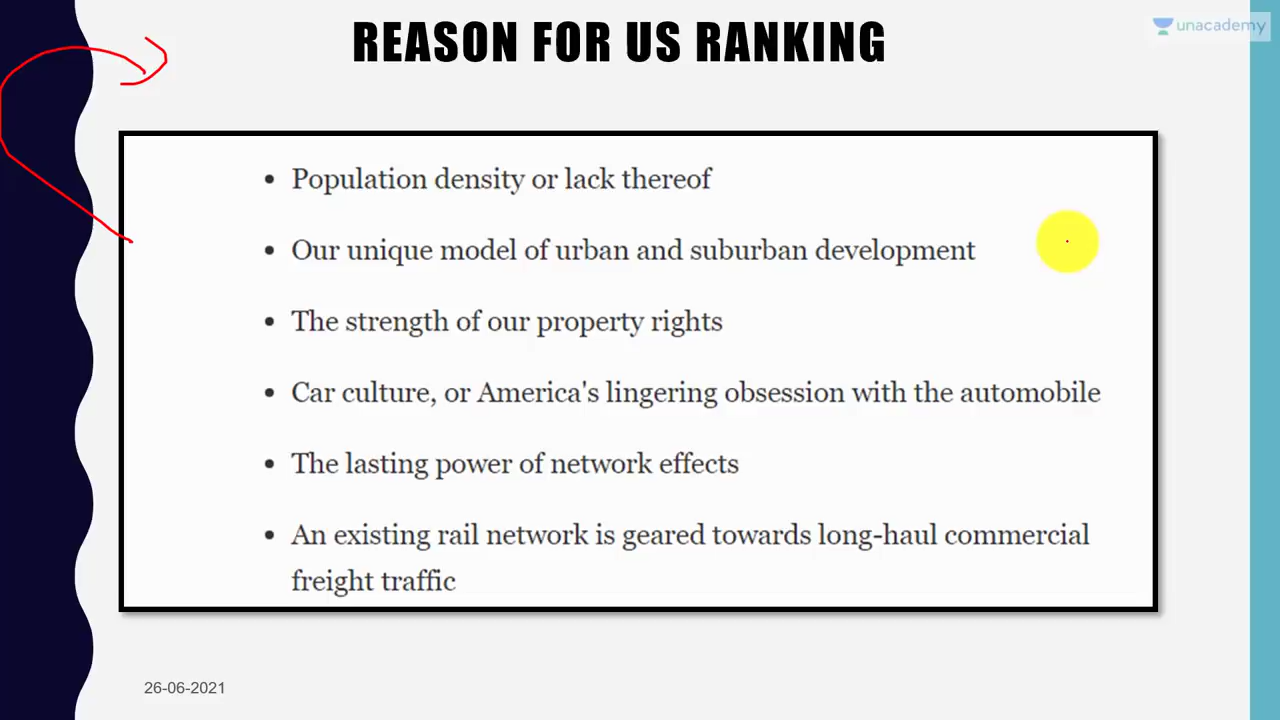 REASON FOR US RANKING
unacademy
• Population density or lack thereof
• Our unique model of urban and suburban development
• The strength of our property rights
• Car culture, or America's lingering obsession with the automobile
• The lasting power of network effects
• An existing rail network is geared towards long-haul commercial
freight traffic
26-06-2021